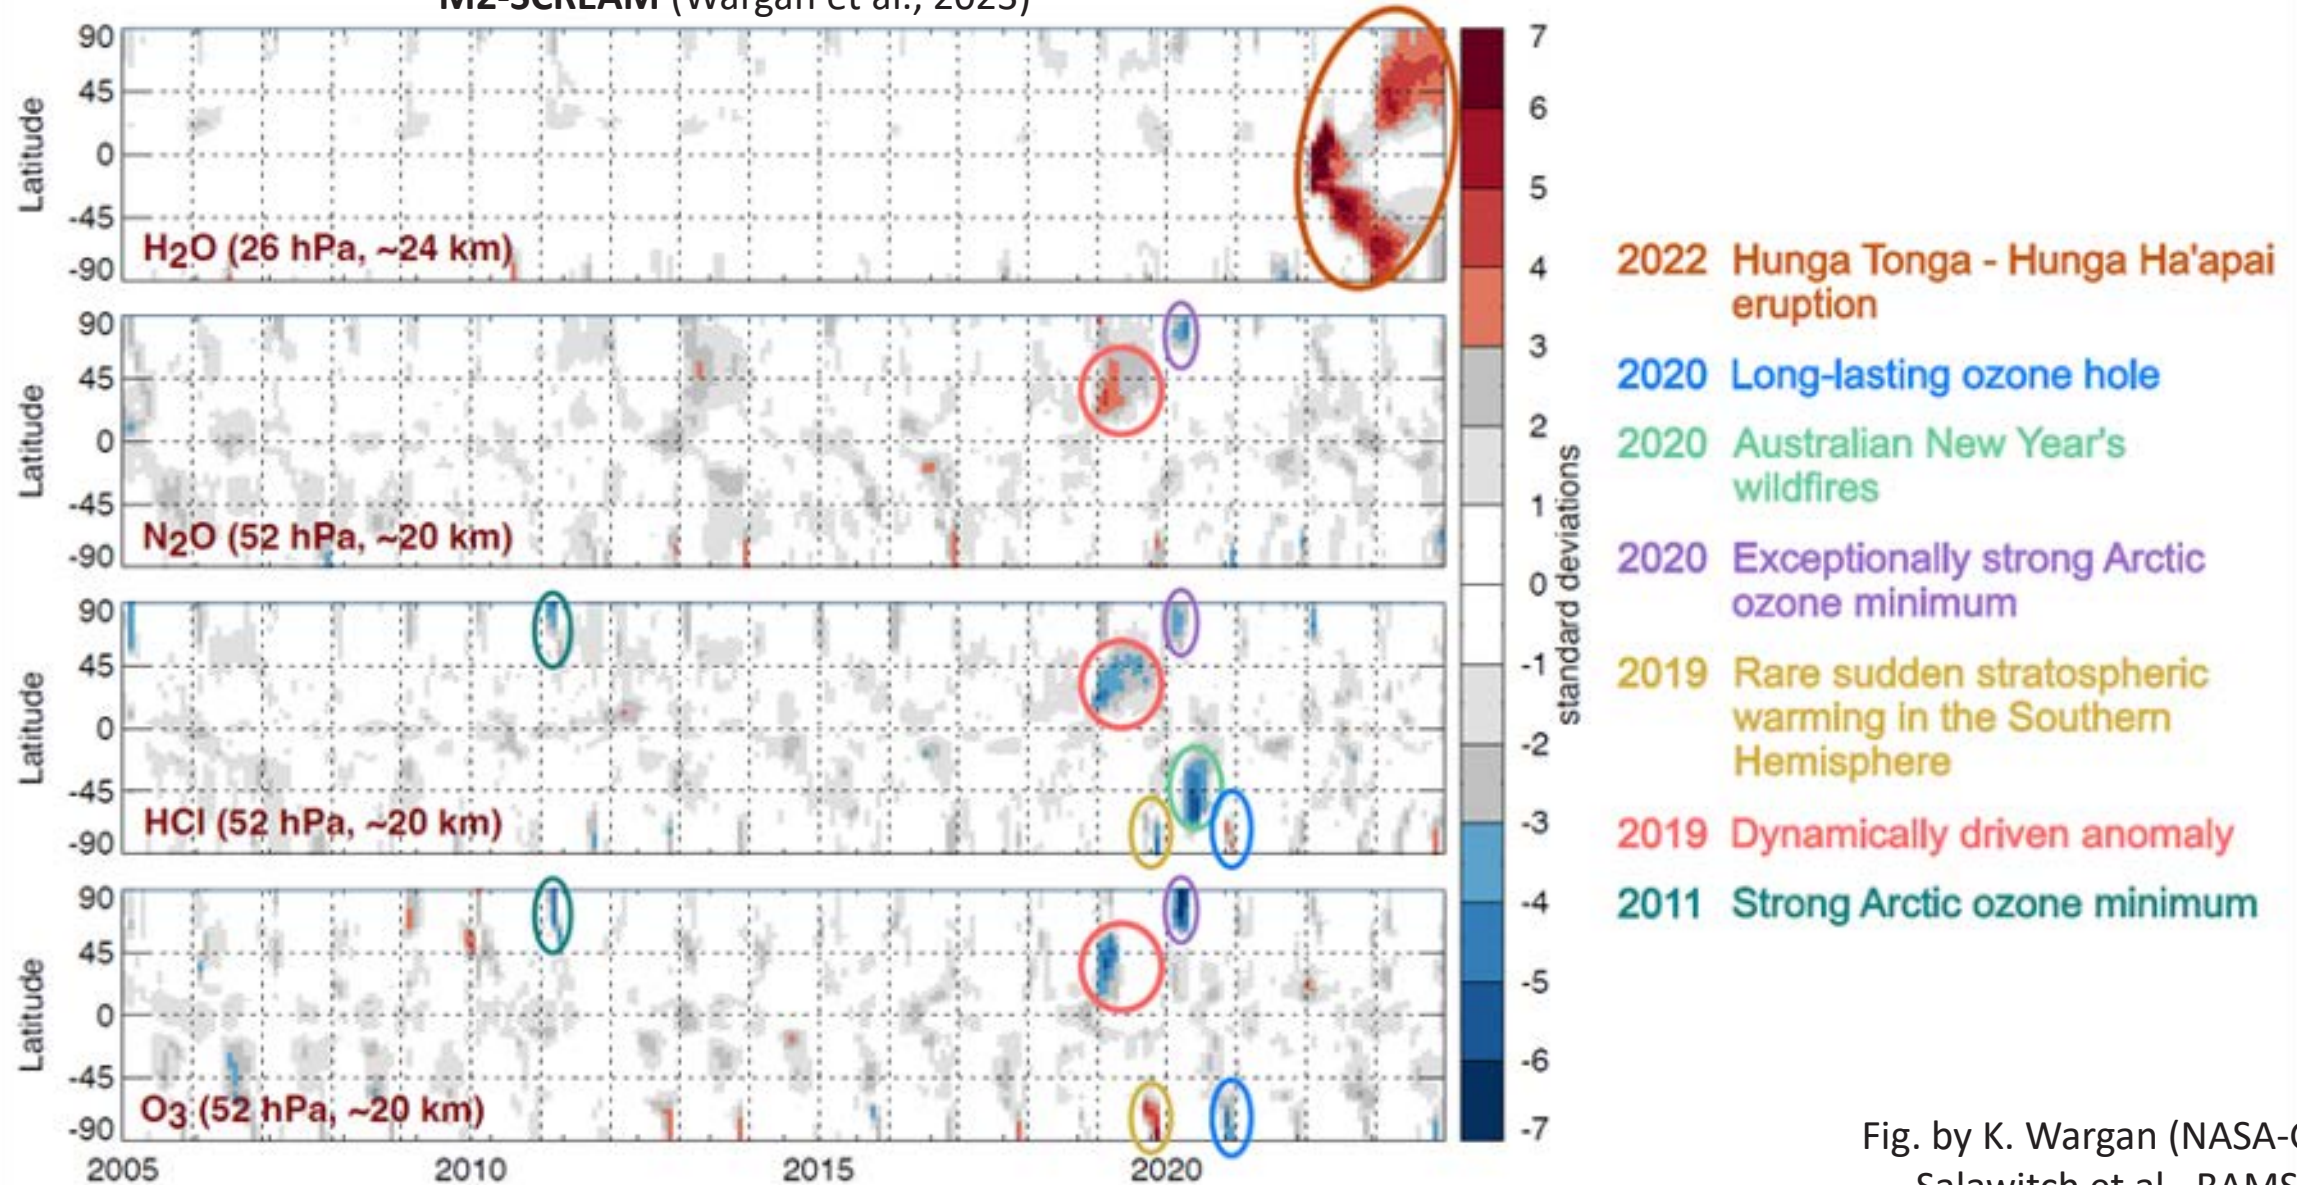 M2-SCREAM (Wargan et al., 2023)
90
45
0
-45
-90
Latitude
H2O (26 hPa, ~24 km)
90
45
0
-45
-90
Latitude
N2O (52 hPa, ~20 km)
90
45
0
-45
-90
Latitude
HCl (52 hPa, ~20 km)
90
45
0
-45
-90
Latitude
O3 (52 hPa, ~20 km)
2005 2010 2015 2020
7
6
5
4
3
2
1
0
-1
-2
-3
-4
-5
-6
-7
standard deviations
2022 Hunga Tonga - Hunga Ha'apai
eruption
2020 Long-lasting ozone hole
2020 Australian New Year's
wildfires
2020 Exceptionally strong Arctic
ozone minimum
2019 Rare sudden stratospheric
warming in the Southern
Hemisphere
2019 Dynamically driven anomaly
2011 Strong Arctic ozone minimum
Fig. by K. Wargan (NASA-
Salawitch et al., BAMS